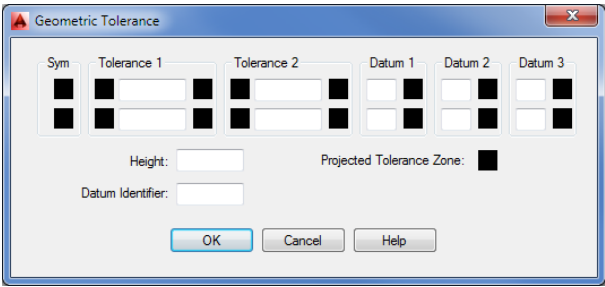 Geometric Tolerance
Sym Tolerance 1 Tolerance 2 Datum 1 Datum 2 Datum 3
Height: Projected Tolerance Zone:
Datum Identifier:
OK Cancel Help